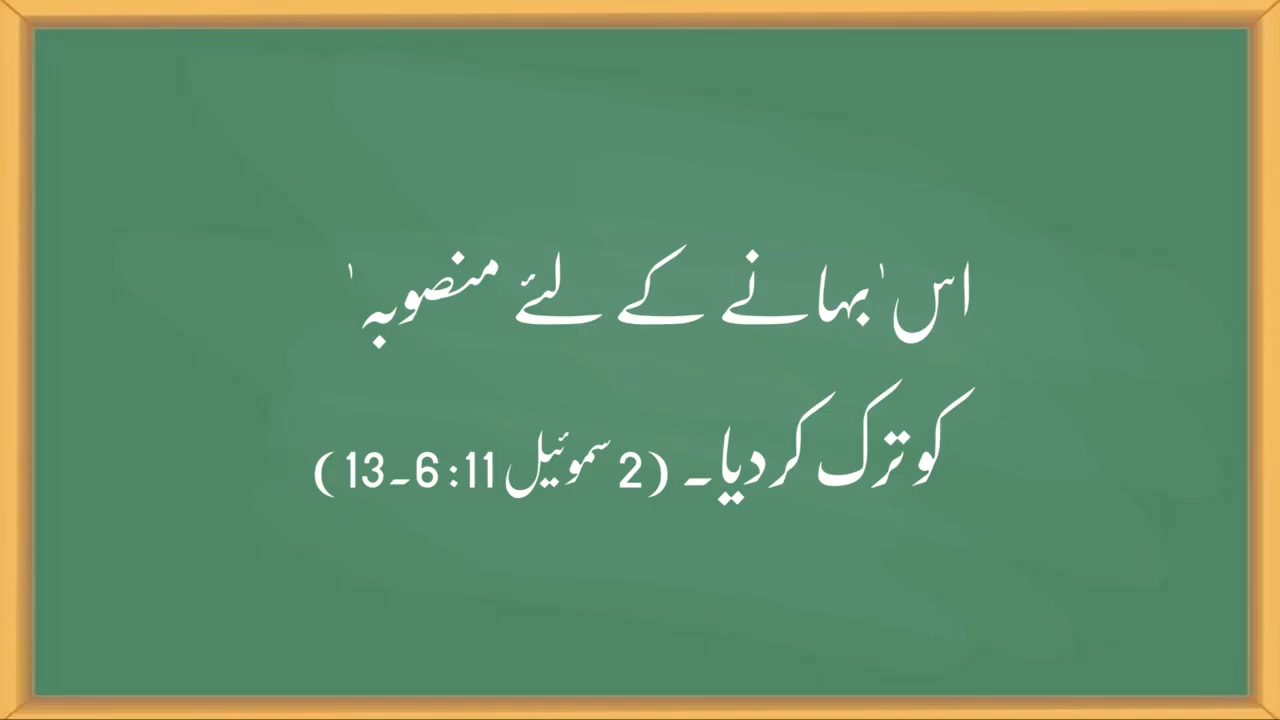 اس 'بہانے کے لئے منصوبہ'
کو ترک کر دیا۔ (2 سموئیل 11:6۔13)